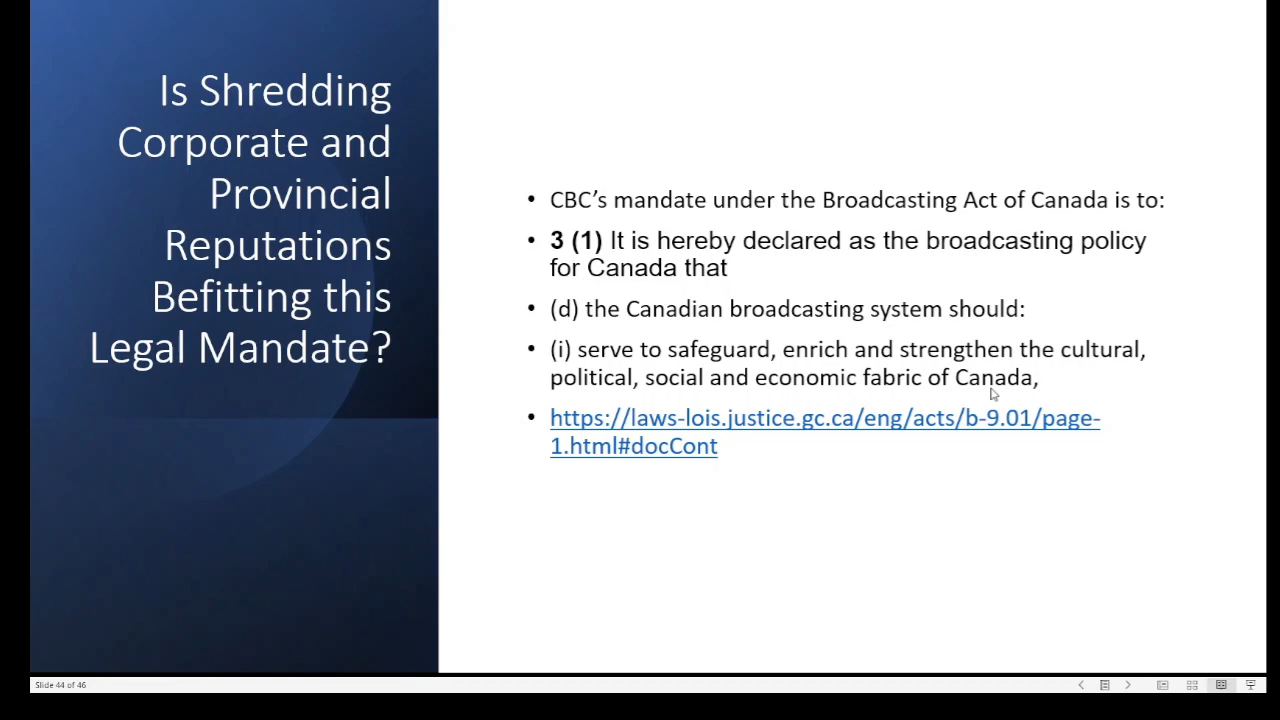 Is Shredding
Corporate and
Provincial
Reputations
Befitting this
Legal Mandate?
• CBC’s mandate under the Broadcasting Act of Canada is to:
• 3 (1) It is hereby declared as the broadcasting policy
for Canada that
• (d) the Canadian broadcasting system should:
• (i) serve to safeguard, enrich and strengthen the cultural,
political, social and economic fabric of Canada,
• https://laws-lois.justice.gc.ca/eng/acts/b-9.01/page-
1.html#docCont
Slide 44 of 46